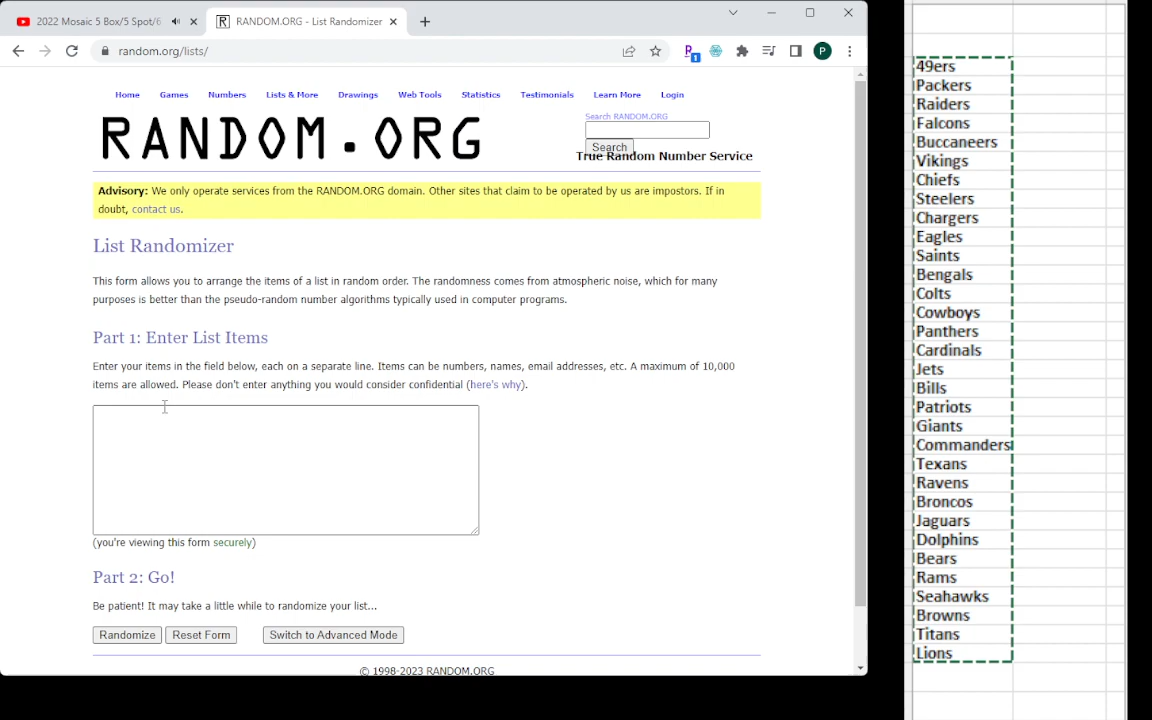 2022 Mosaic 5 Box/5 Spot/6
RANDOM.ORG - List Randomizer
random.org/lists/
1
P
Home Games Numbers Lists & More Drawings Web Tools Statistics Testimonials Learn More Login
Search RANDOM.ORG
RANDOM.ORG
Search
True Random Number Service
Advisory: We only operate services from the RANDOM.ORG domain. Other sites that claim to be operated by us are impostors. If in
doubt, contact us.
List Randomizer
This form allows you to arrange the items of a list in random order. The randomness comes from atmospheric noise, which for many
purposes is better than the pseudo-random number algorithms typically used in computer programs.
Part 1: Enter List Items
Enter your items in the field below, each on a separate line. Items can be numbers, names, email addresses, etc. A maximum of 10,000
items are allowed. Please don't enter anything you would consider confidential (here's why).
(you're viewing this form securely)
Part 2: Go!
Be patient! It may take a little while to randomize your list...
Randomize Reset Form Switch to Advanced Mode
© 1998-2023 RANDOM.ORG
49ers
Packers
Raiders
Falcons
Buccaneers
Vikings
Chiefs
Steelers
Chargers
Eagles
Saints
Bengals
Colts
Cowboys
Panthers
Cardinals
Jets
Bills
Patriots
Giants
Commanders
Texans
Ravens
Broncos
Jaguars
Dolphins
Bears
Rams
Seahawks
Browns
Titans
Lions